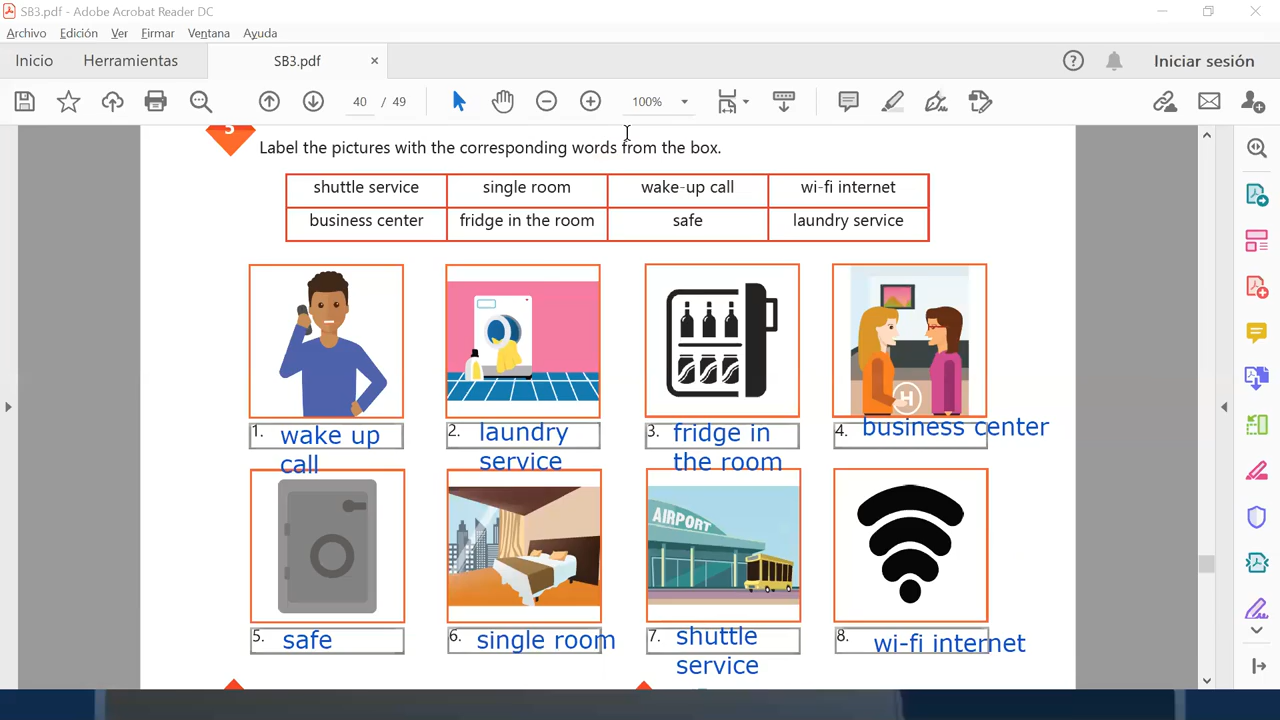 SB3.pdf - Adobe Acrobat Reader DC
Archivo Edición Ver Firmar Ventana Ayuda
Inicio Herramientas SB3.pdf × Iniciar sesión
40 / 49 100%
Label the pictures with the corresponding words from the box.
shuttle service single room wake-up call wi-fi internet
business center fridge in the room safe laundry service
H
1. wake up
call
2. laundry
service
3. fridge in
the room
4. business center
AIRPORT
5. safe
6. single room
7. shuttle
service
8. wi-fi internet